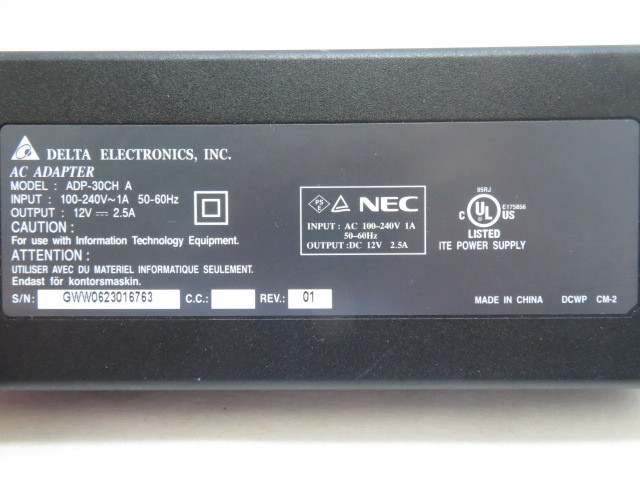 DELTA ELECTRONICS, INC.
AC ADAPTER
MODEL : ADP-30CH A
INPUT : 100-240V~1A 50-60Hz
OUTPUT : 12V ⎓ 2.5A
CAUTION :
For use with Information Technology Equipment.
ATTENTION :
UTILISER AVEC DU MATERIEL INFORMATIQUE SEULEMENT.
Endast för kontorsmaskin.
S/N: GWW0623016763 C.C.: REV.: 01
PS
E
NEC
INPUT : AC 100-240V 1A
50-60Hz
OUTPUT :DC 12V 2.5A
95RJ
E175856
C UL US
LISTED
ITE POWER SUPPLY
MADE IN CHINA DCWP CM-2